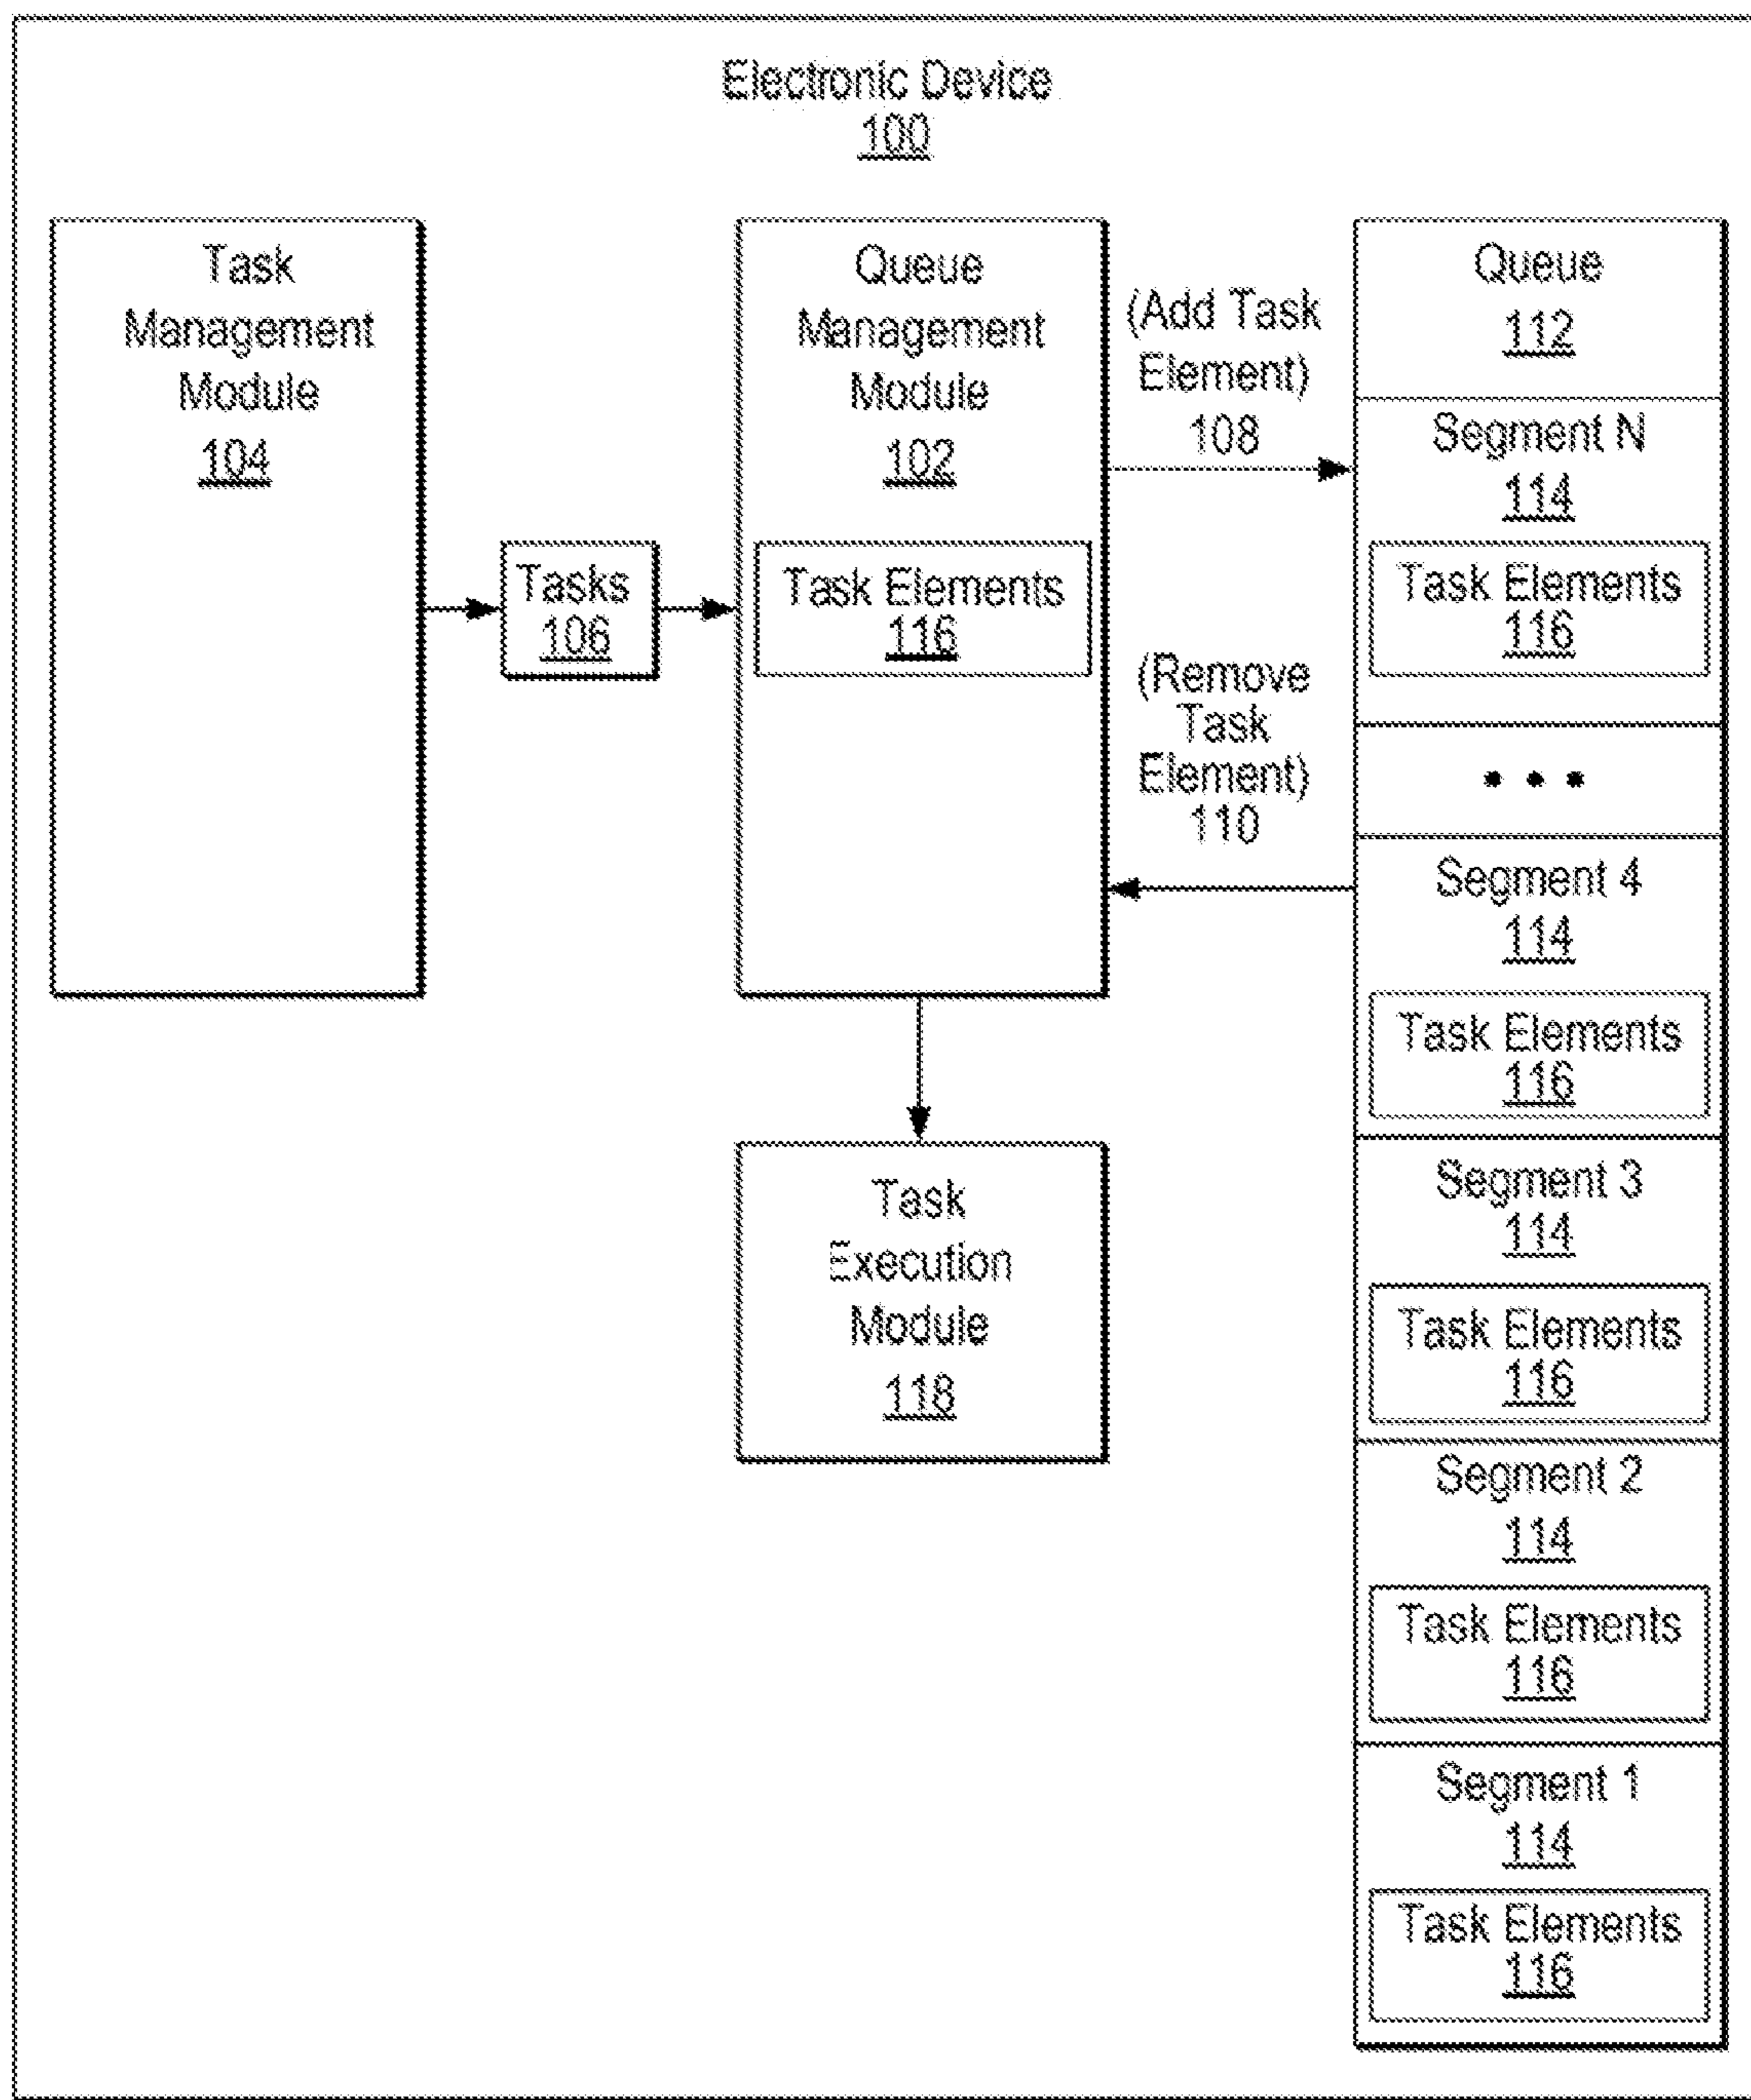 Electronic Device
100
Task
Management
Module
104
Tasks
106
Queue
Management
Module
102
Task Elements
116
(Add Task
Element)
108
(Remove
Task
Element)
110
Task
Execution
Module
118
Queue
112
Segment N
114
Task Elements
116
• • •
Segment 4
114
Task Elements
116
Segment 3
114
Task Elements
116
Segment 2
114
Task Elements
116
Segment 1
114
Task Elements
116